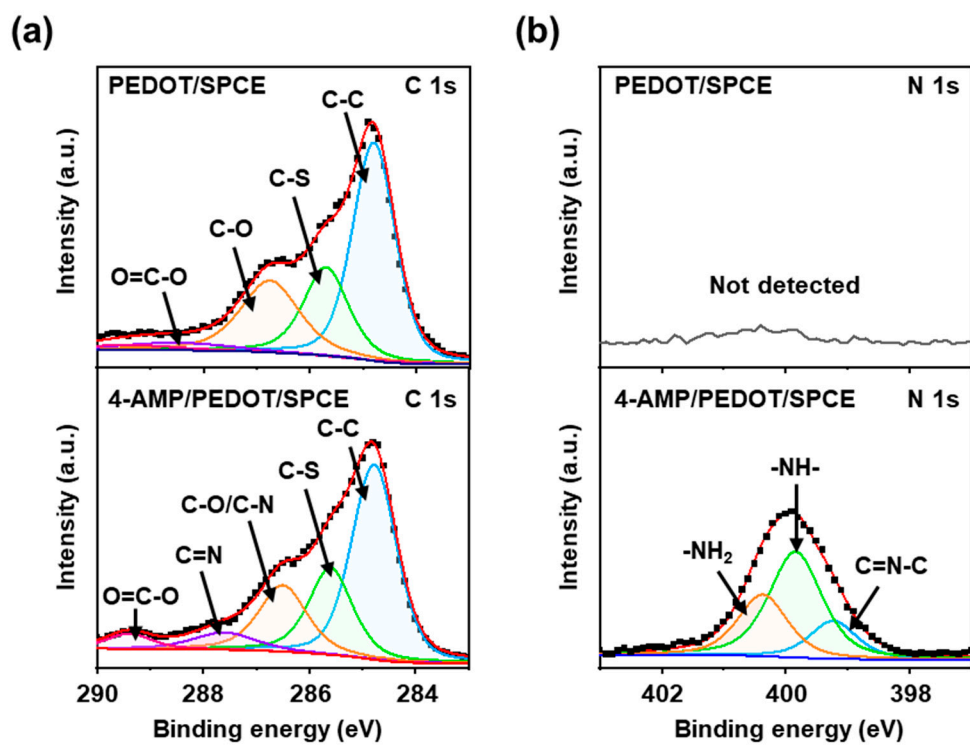 (a)
PEDOT/SPCE C 1s
C-C
C-S
C-O
O=C-O
Intensity (a.u.)
4-AMP/PEDOT/SPCE C 1s
C-C
C-S
C-O/C-N
C=N
O=C-O
Intensity (a.u.)
290 288 286 284
Binding energy (eV)
(b)
PEDOT/SPCE N 1s
Not detected
Intensity (a.u.)
4-AMP/PEDOT/SPCE N 1s
-NH-
-NH₂
C=N-C
Intensity (a.u.)
402 400 398
Binding energy (eV)